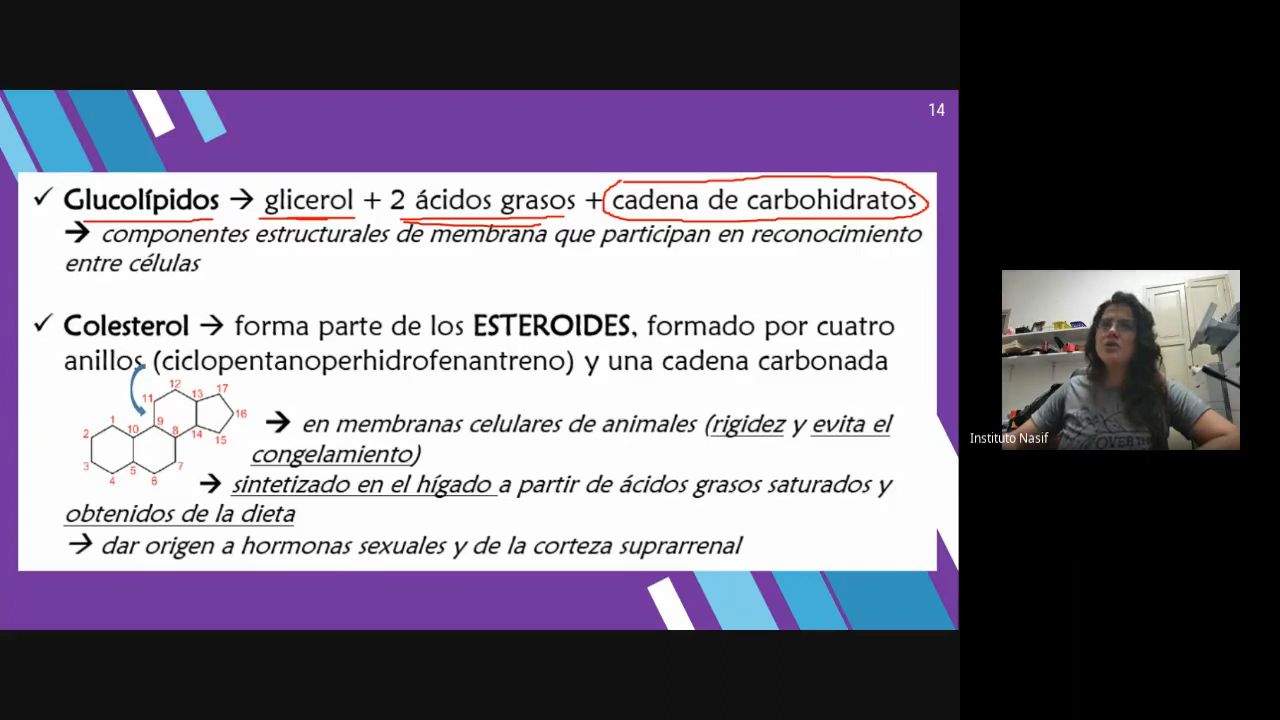 14
✓ Glucolípidos → glicerol + 2 ácidos grasos + cadena de carbohidratos
→ componentes estructurales de membrana que participan en reconocimiento
entre células
✓ Colesterol → forma parte de los ESTEROIDES, formado por cuatro
anillos (ciclopentanoperhidrofenantreno) y una cadena carbonada
12 17
11 13
1 9 16
2 10 8 14 15
3 5 7
4 6
→ en membranas celulares de animales (rigidez y evita el
congelamiento)
→ sintetizado en el hígado a partir de ácidos grasos saturados y
obtenidos de la dieta
→ dar origen a hormonas sexuales y de la corteza suprarrenal
Instituto Nasif